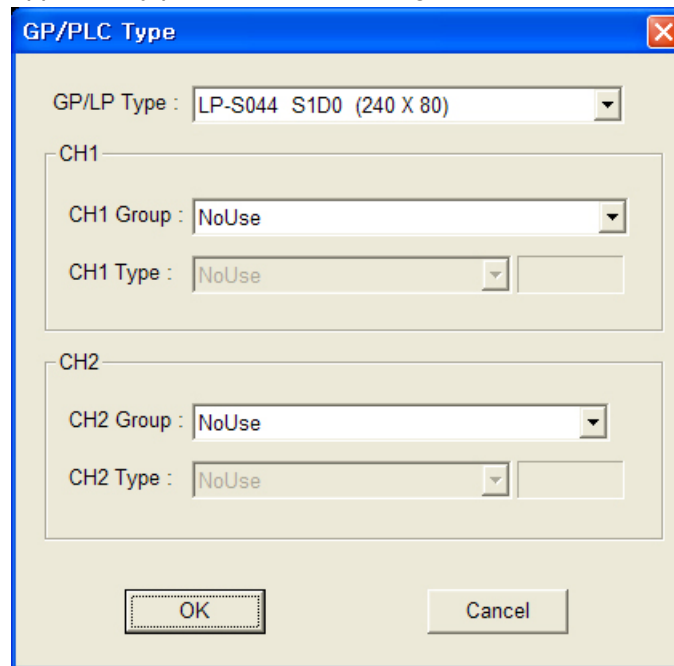 GP/PLC Type
GP/LP Type : LP-S044 S1D0 (240 X 80)
CH1
CH1 Group : NoUse
CH1 Type : NoUse
CH2
CH2 Group : NoUse
CH2 Type : NoUse
OK Cancel